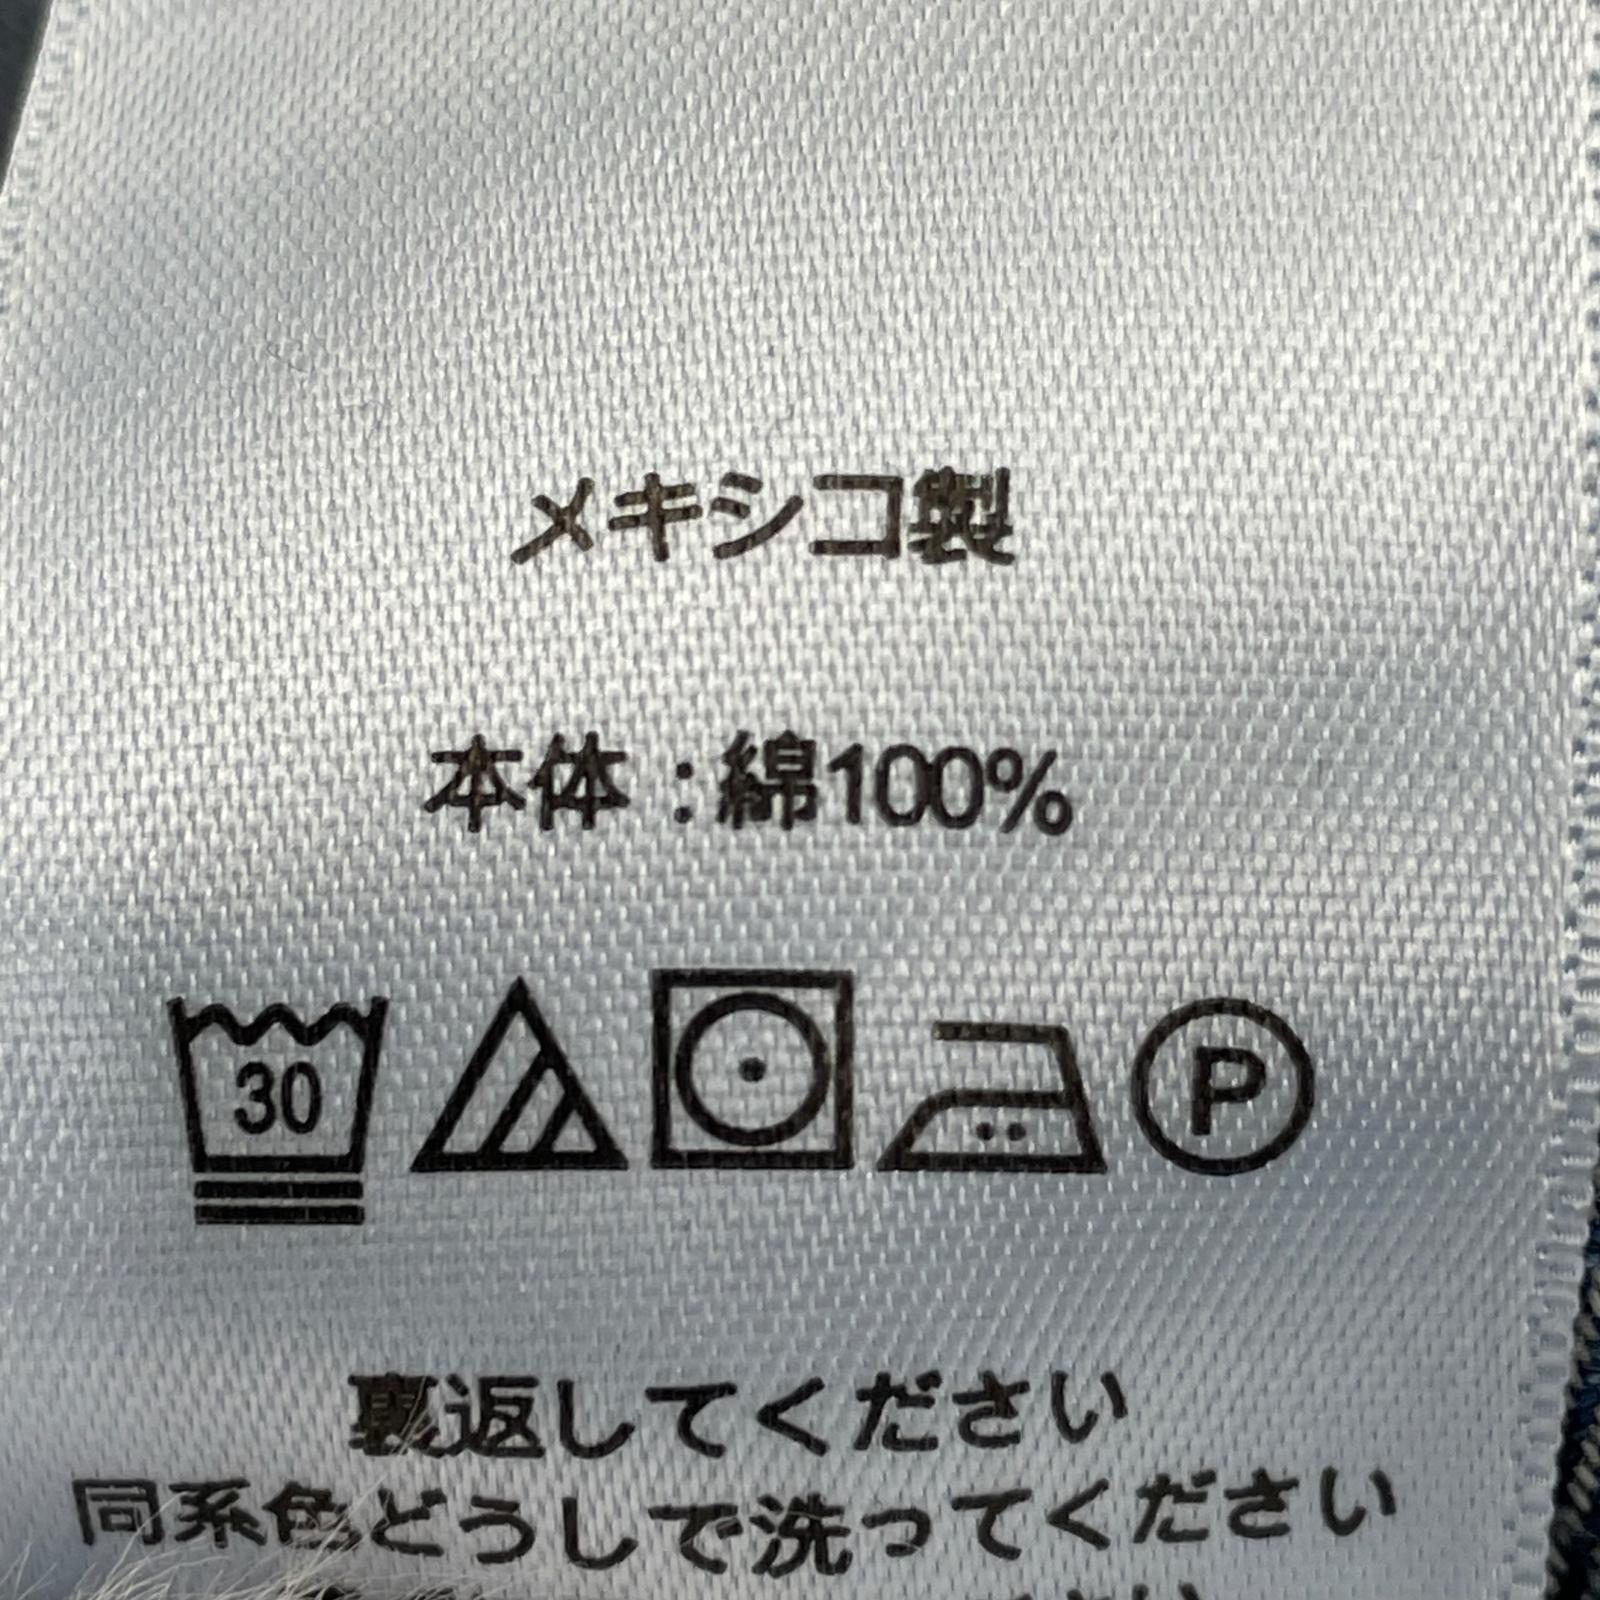 メキシコ製
本体:綿100%
30 P
裏返してください
同系色どうしで洗ってください